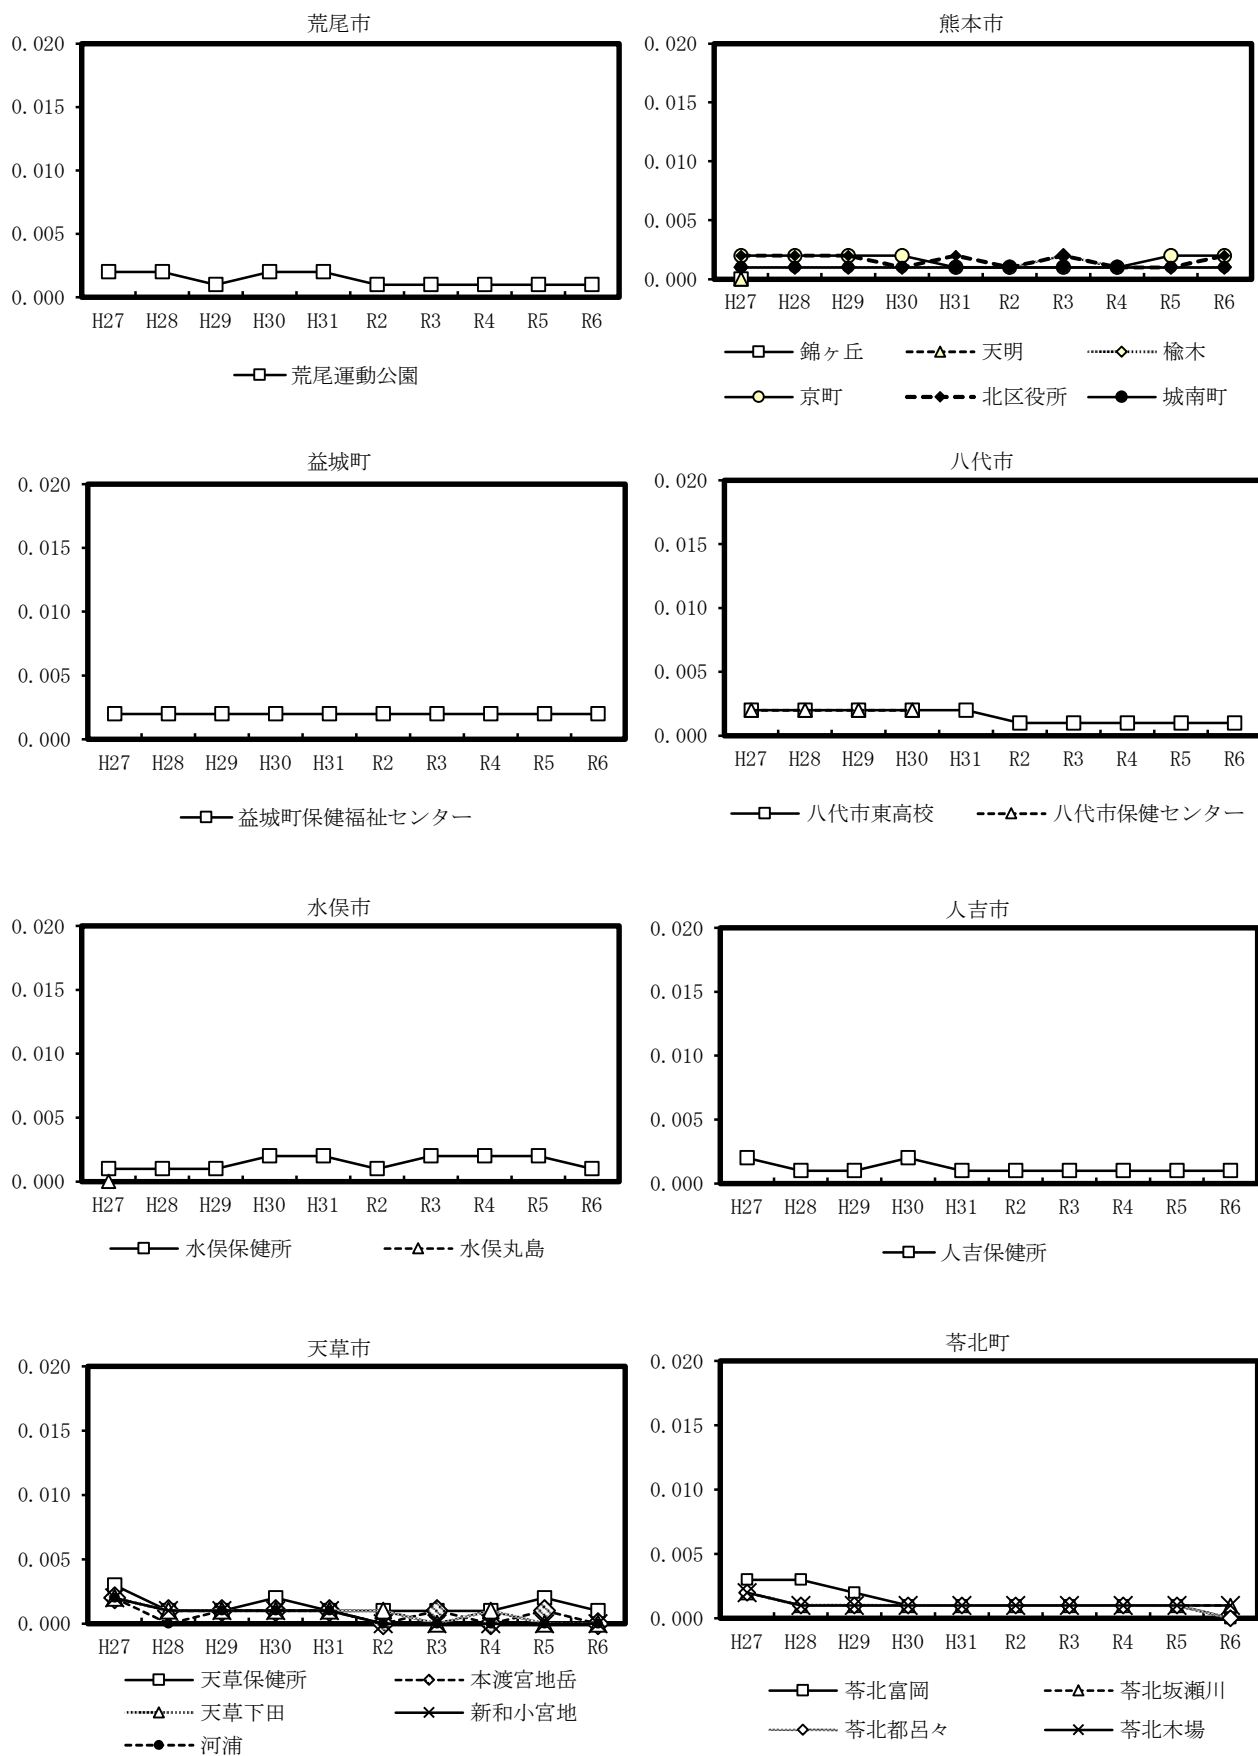 荒尾市
0.020
0.015
0.010
0.005
0.000
H27 H28 H29 H30 H31 R2 R3 R4 R5 R6
荒尾運動公園
熊本市
0.020
0.015
0.010
0.005
0.000
H27 H28 H29 H30 H31 R2 R3 R4 R5 R6
錦ヶ丘 天明 楡木
京町 北区役所 城南町
益城町
0.020
0.015
0.010
0.005
0.000
H27 H28 H29 H30 H31 R2 R3 R4 R5 R6
益城町保健福祉センター
八代市
0.020
0.015
0.010
0.005
0.000
H27 H28 H29 H30 H31 R2 R3 R4 R5 R6
八代市東高校 八代市保健センター
水俣市
0.020
0.015
0.010
0.005
0.000
H27 H28 H29 H30 H31 R2 R3 R4 R5 R6
水俣保健所 水俣丸島
人吉市
0.020
0.015
0.010
0.005
0.000
H27 H28 H29 H30 H31 R2 R3 R4 R5 R6
人吉保健所
天草市
0.020
0.015
0.010
0.005
0.000
H27 H28 H29 H30 H31 R2 R3 R4 R5 R6
天草保健所 本渡宮地岳
天草下田 新和小宮地
河浦
苓北町
0.020
0.015
0.010
0.005
0.000
H27 H28 H29 H30 H31 R2 R3 R4 R5 R6
苓北富岡 苓北坂瀬川
苓北都呂々 苓北木場